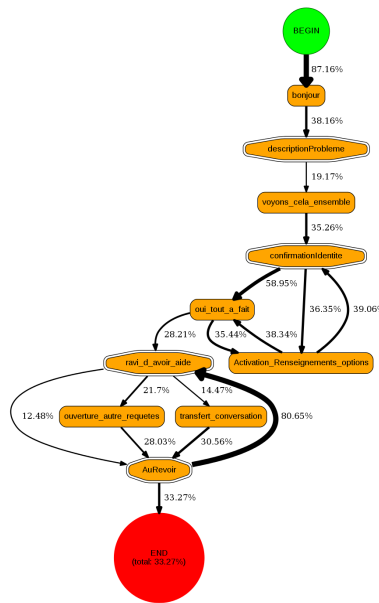 BEGIN
87.16%
bonjour
38.16%
descriptionProbleme
19.17%
voyons_cela_ensemble
35.26%
confirmationIdentite
58.95%
36.35%
39.06%
oui_tout_a_fait
28.21%
35.44%
38.34%
ravi_d_avoir_aide
Activation_Renseignements_options
12.48%
21.7%
14.47%
80.65%
ouverture_autre_requetes
transfert_conversation
28.03%
30.56%
AuRevoir
33.27%
END
(total: 33.27%)